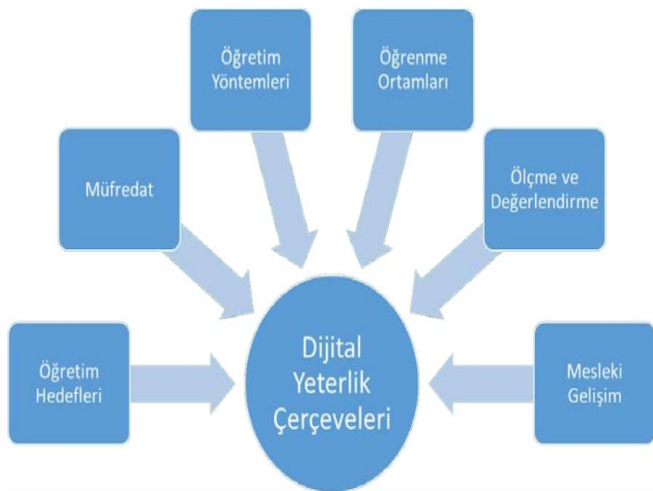 Öğretim
Yöntemleri
Öğrenme
Ortamları
Müfredat
Ölçme ve
Değerlendirme
Öğretim
Hedefleri
Dijital
Yeterlik
Çerçeveleri
Mesleki
Gelişim